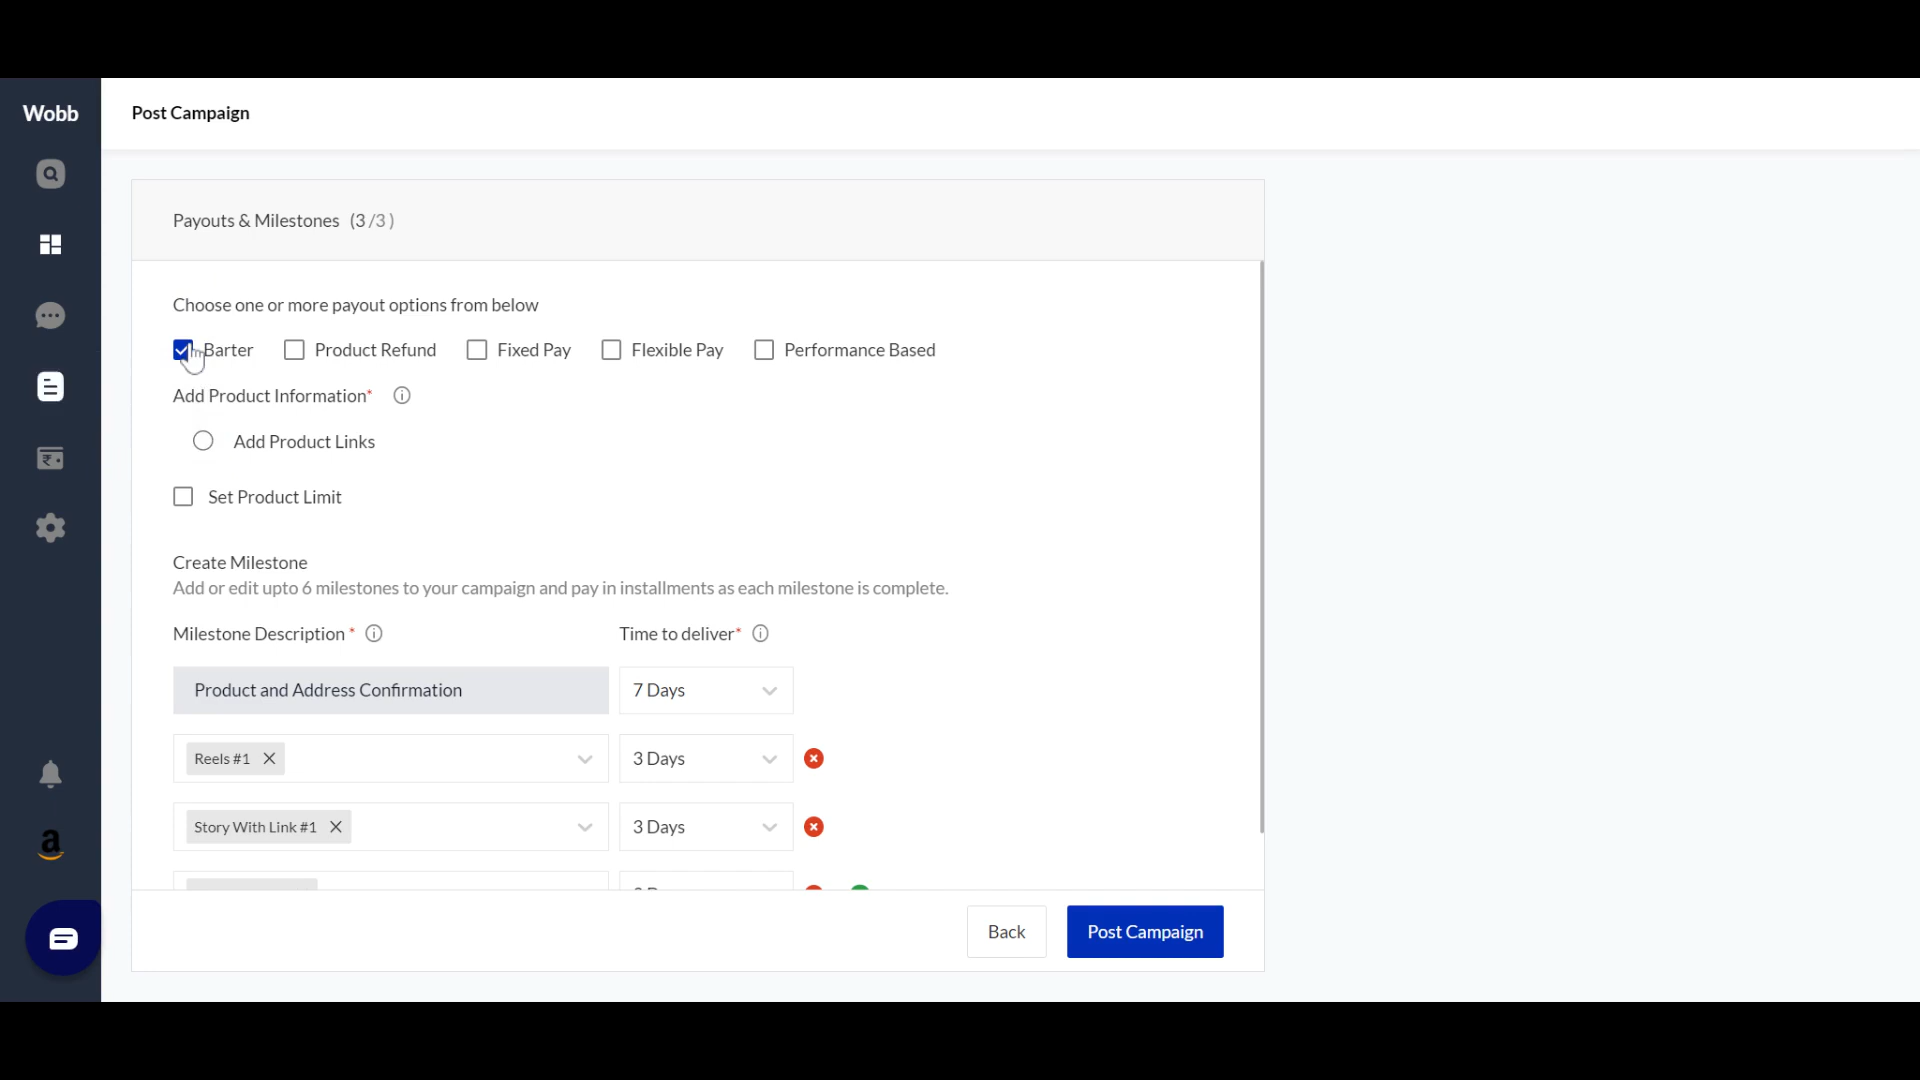 Wobb
Post Campaign
Payouts & Milestones (3/3)
Choose one or more payout options from below
Barter Product Refund Fixed Pay Flexible Pay Performance Based
Add Product Information*
Add Product Links
Set Product Limit
Create Milestone
Add or edit upto 6 milestones to your campaign and pay in installments as each milestone is complete.
Milestone Description * Time to deliver*
Product and Address Confirmation 7 Days
Reels #1 3 Days
Story With Link #1 3 Days
Back Post Campaign